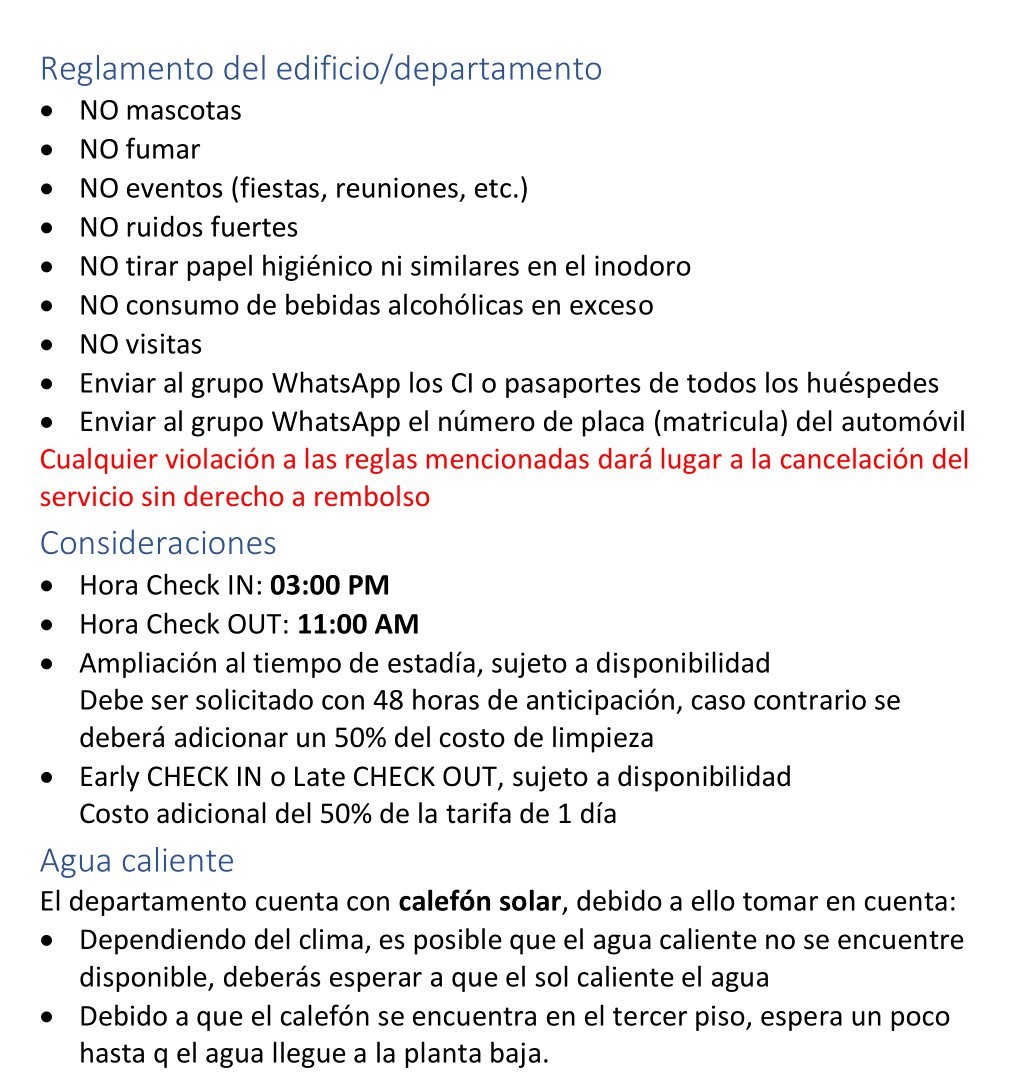 Reglamento del edificio/departamento
• NO mascotas
• NO fumar
• NO eventos (fiestas, reuniones, etc.)
• NO ruidos fuertes
• NO tirar papel higiénico ni similares en el inodoro
• NO consumo de bebidas alcohólicas en exceso
• NO visitas
• Enviar al grupo WhatsApp los CI o pasaportes de todos los huéspedes
• Enviar al grupo WhatsApp el número de placa (matricula) del automóvil
Cualquier violación a las reglas mencionadas dará lugar a la cancelación del
servicio sin derecho a rembolso
Consideraciones
• Hora Check IN: 03:00 PM
• Hora Check OUT: 11:00 AM
• Ampliación al tiempo de estadía, sujeto a disponibilidad
Debe ser solicitado con 48 horas de anticipación, caso contrario se
deberá adicionar un 50% del costo de limpieza
• Early CHECK IN o Late CHECK OUT, sujeto a disponibilidad
Costo adicional del 50% de la tarifa de 1 día
Agua caliente
El departamento cuenta con calefón solar, debido a ello tomar en cuenta:
• Dependiendo del clima, es posible que el agua caliente no se encuentre
disponible, deberás esperar a que el sol caliente el agua
• Debido a que el calefón se encuentra en el tercer piso, espera un poco
hasta q el agua llegue a la planta baja.